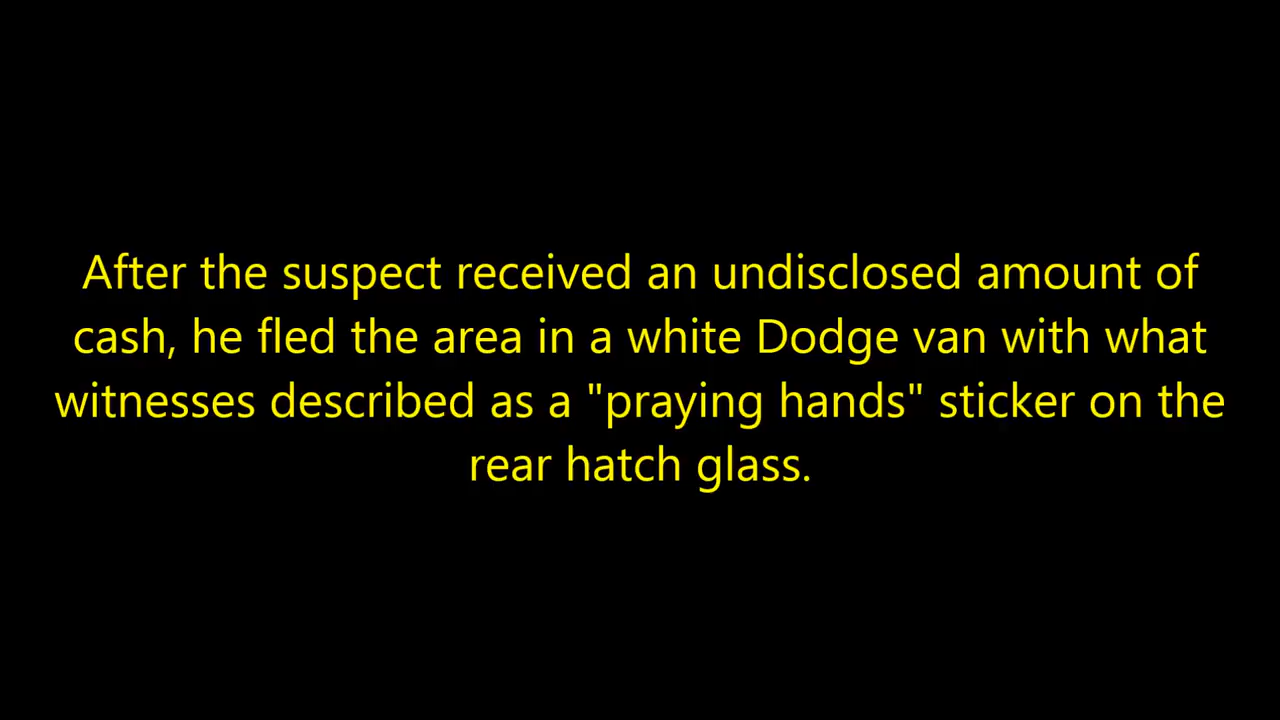 After the suspect received an undisclosed amount of
cash, he fled the area in a white Dodge van with what
witnesses described as a "praying hands" sticker on the
rear hatch glass.